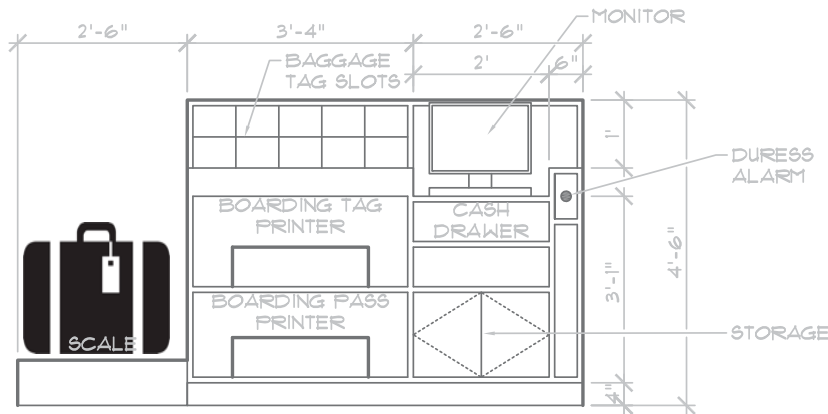 MONITOR
2'-6"
3'-4"
2'-6"
BAGGAGE
TAG SLOTS
2'
6"
1'
DURESS
ALARM
BOARDING TAG
PRINTER
CASH
DRAWER
3'-1"
4'-6"
BOARDING PASS
PRINTER
SCALE
STORAGE
4"